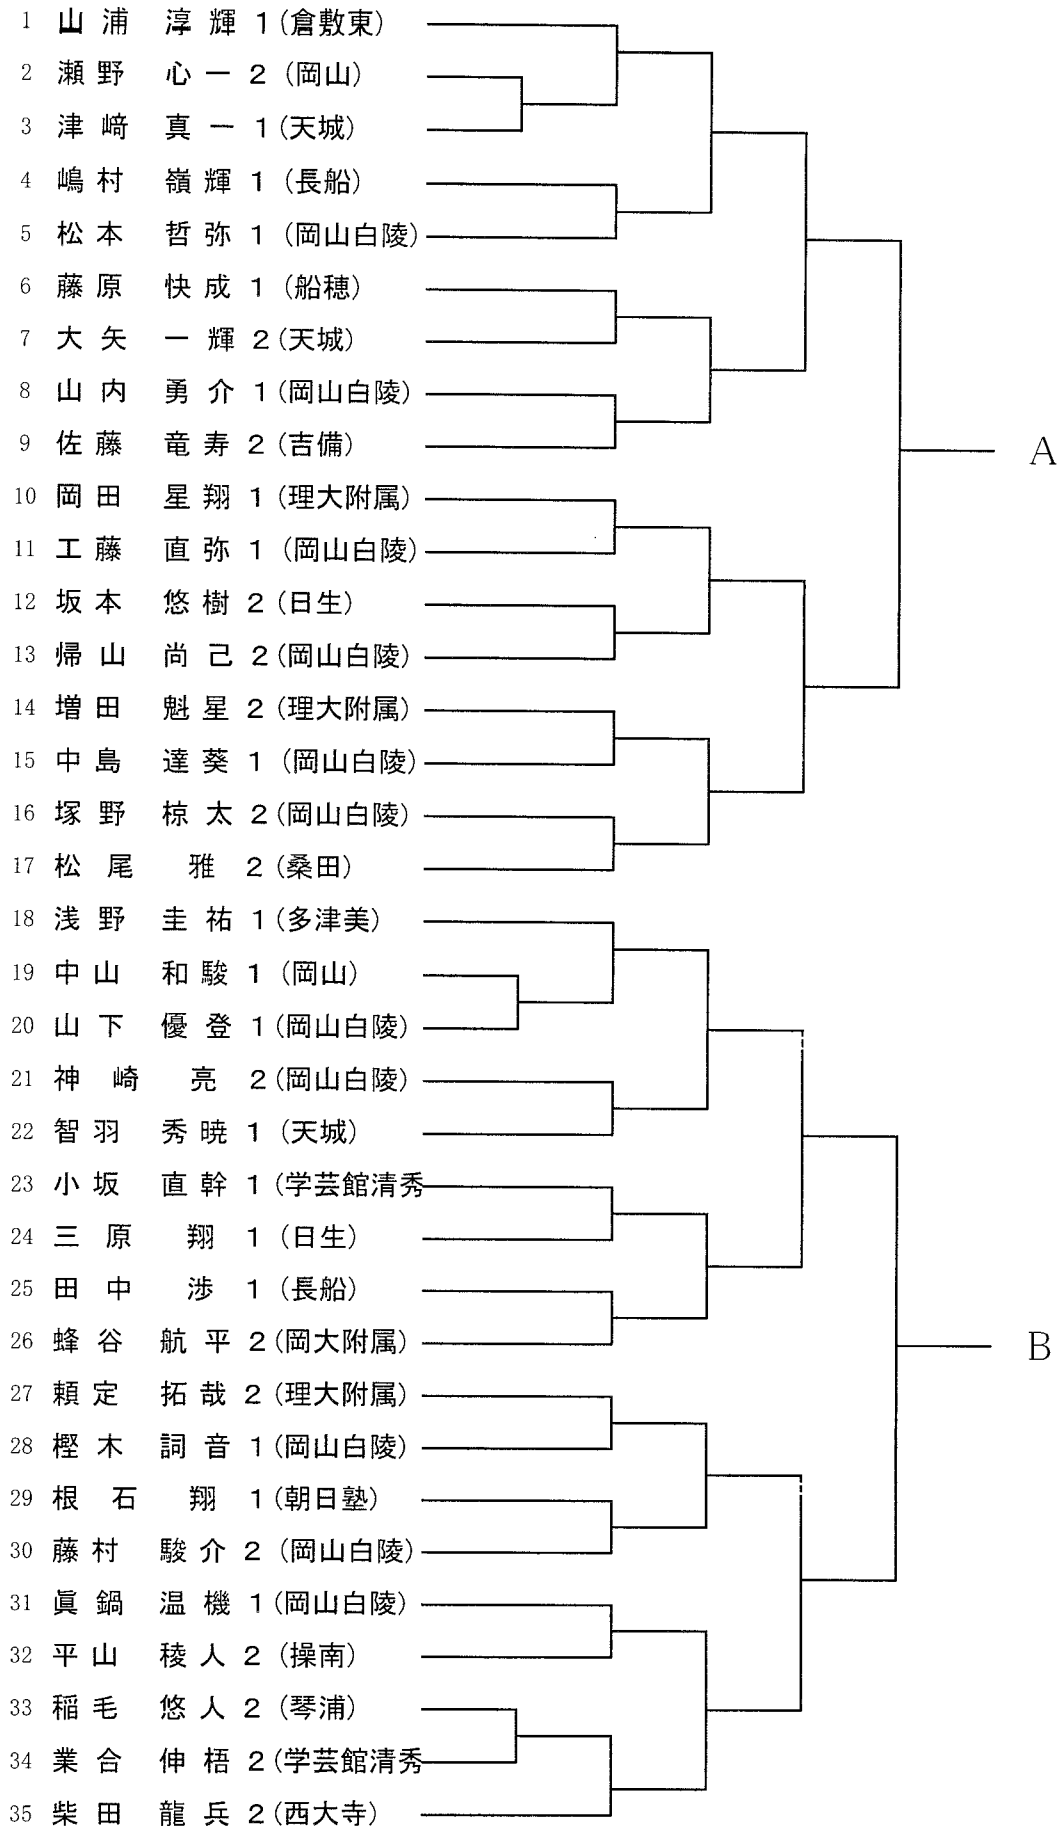 1 山浦 淳輝 1 (倉敷東)
2 瀬野 心一 2 (岡山)
3 津﨑 真一 1 (天城)
4 嶋村 嶺輝 1 (長船)
5 松本 哲弥 1 (岡山白陵)
6 藤原 快成 1 (船穂)
7 大矢 一輝 2 (天城)
8 山内 勇介 1 (岡山白陵)
9 佐藤 竜寿 2 (吉備)
A
10 岡田 星翔 1 (理大附属)
11 工藤 直弥 1 (岡山白陵)
12 坂本 悠樹 2 (日生)
13 帰山 尚己 2 (岡山白陵)
14 増田 魁星 2 (理大附属)
15 中島 達葵 1 (岡山白陵)
16 塚野 椋太 2 (岡山白陵)
17 松尾 雅 2 (桑田)
18 浅野 圭祐 1 (多津美)
19 中山 和駿 1 (岡山)
20 山下 優登 1 (岡山白陵)
21 神崎 亮 2 (岡山白陵)
22 智羽 秀暁 1 (天城)
23 小坂 直幹 1 (学芸館清秀
24 三原 翔 1 (日生)
25 田中 渉 1 (長船)
26 蜂谷 航平 2 (岡大附属)
B
27 頼定 拓哉 2 (理大附属)
28 樫木 詞音 1 (岡山白陵)
29 根石 翔 1 (朝日塾)
30 藤村 駿介 2 (岡山白陵)
31 眞鍋 温機 1 (岡山白陵)
32 平山 稜人 2 (操南)
33 稲毛 悠人 2 (琴浦)
34 業合 伸梧 2 (学芸館清秀
35 柴田 龍兵 2 (西大寺)